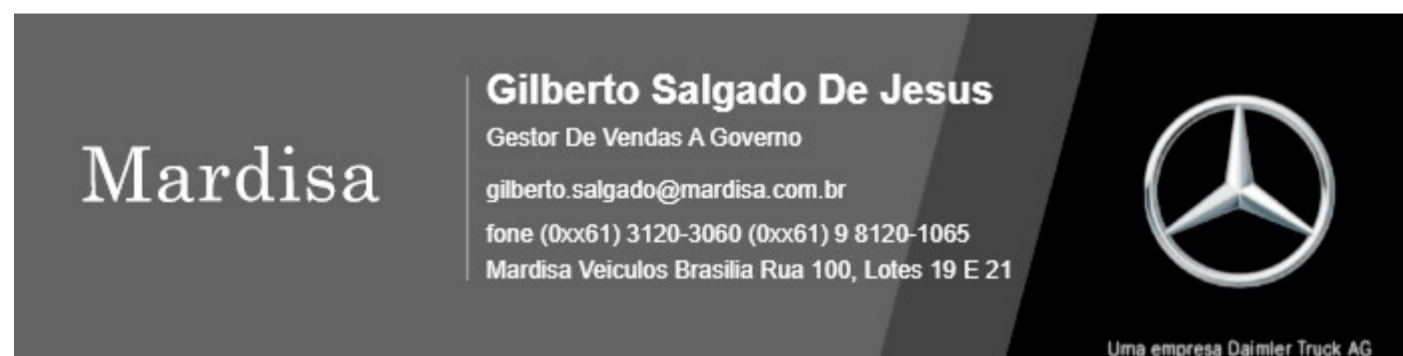 Mardisa
Gilberto Salgado De Jesus
Gestor De Vendas A Governo
gilberto.salgado@mardisa.com.br
fone (0xx61) 3120-3060 (0xx61) 9 8120-1065
Mardisa Veiculos Brasilia Rua 100, Lotes 19 E 21
Uma empresa Daimler Truck AG